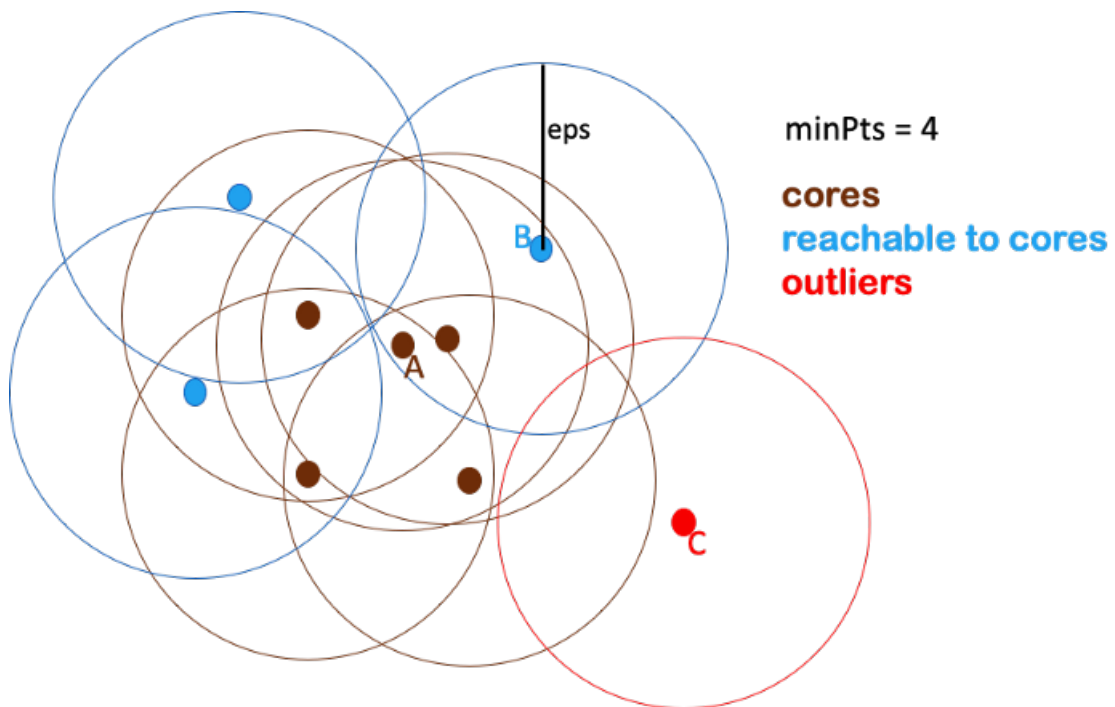 eps
minPts = 4
cores
B
reachable to cores
outliers
A
C